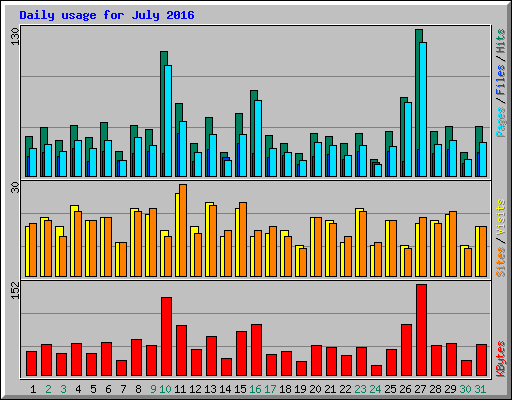 Daily usage for July 2016
130
Pages / Files / Hits
30
Sites / Visits
152
KBytes
1 2 3 4 5 6 7 8 9 10 11 12 13 14 15 16 17 18 19 20 21 22 23 24 25 26 27 28 29 30 31